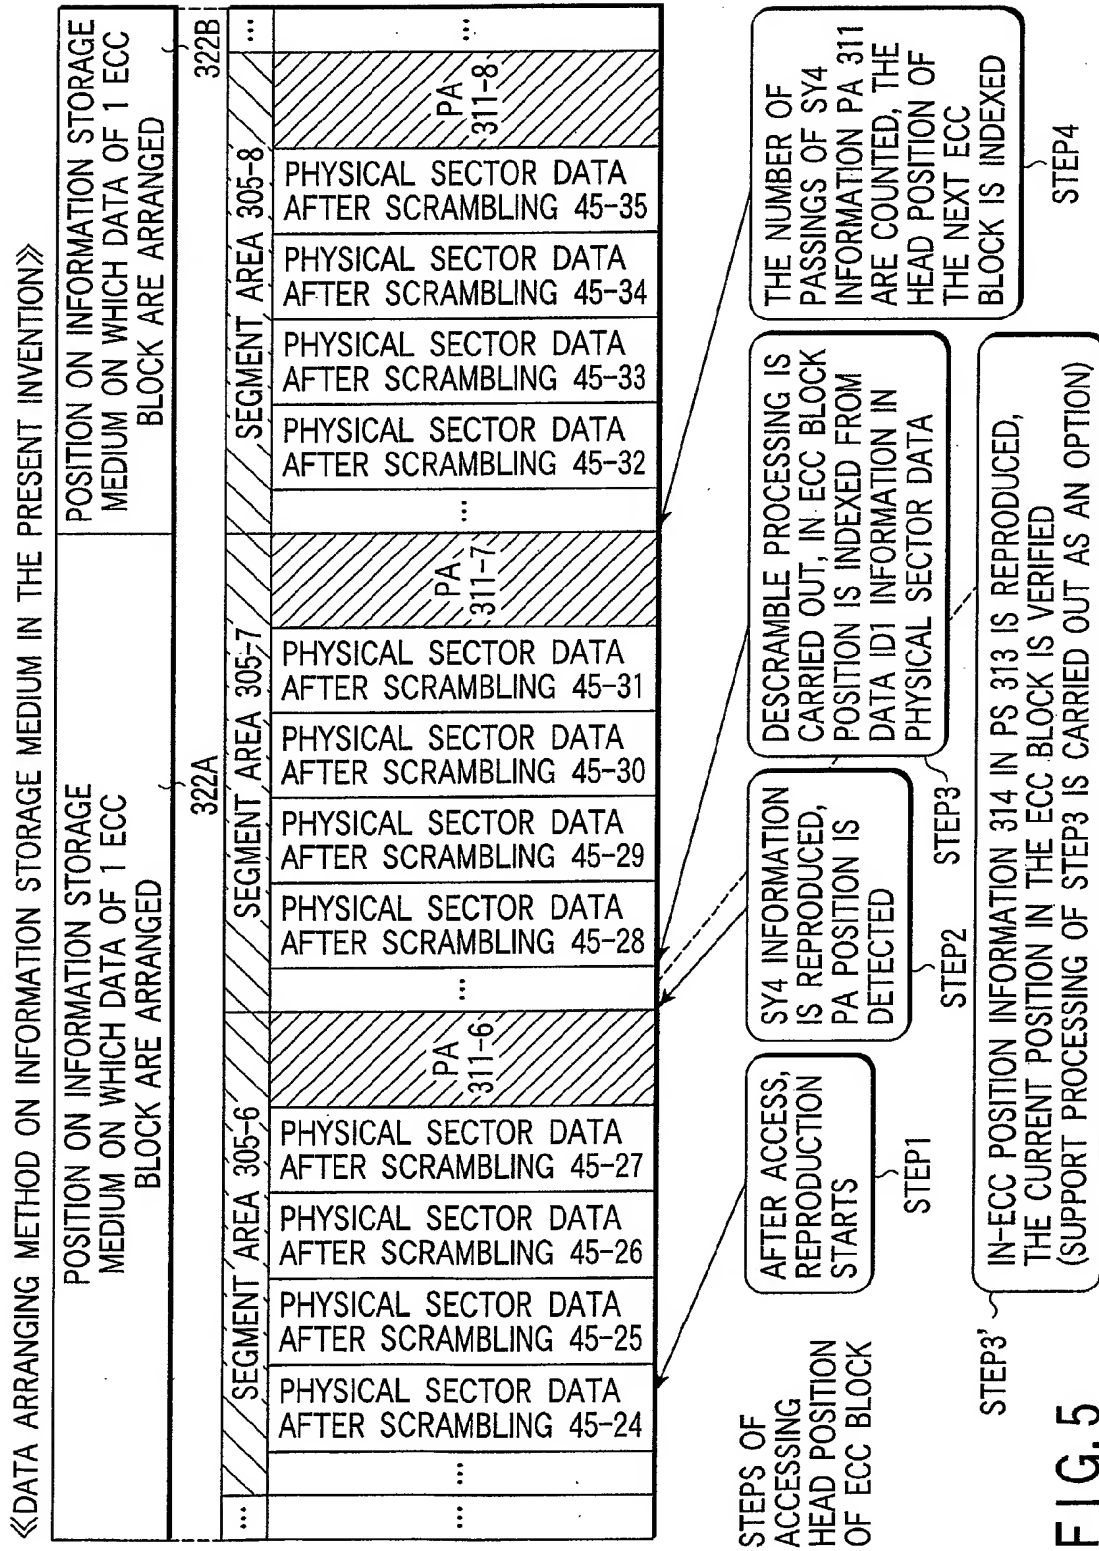 《DATA ARRANGING METHOD ON INFORMATION STORAGE MEDIUM IN THE PRESENT INVENTION》
POSITION ON INFORMATION STORAGE
MEDIUM ON WHICH DATA OF 1 ECC
BLOCK ARE ARRANGED
322A
POSITION ON INFORMATION STORAGE
MEDIUM ON WHICH DATA OF 1 ECC
BLOCK ARE ARRANGED
322B
...
SEGMENT AREA 305-6
SEGMENT AREA 305-7
SEGMENT AREA 305-8
...
...
...
PHYSICAL SECTOR DATA
AFTER SCRAMBLING 45-24
PHYSICAL SECTOR DATA
AFTER SCRAMBLING 45-25
PHYSICAL SECTOR DATA
AFTER SCRAMBLING 45-26
PHYSICAL SECTOR DATA
AFTER SCRAMBLING 45-27
PA
311-6
...
PHYSICAL SECTOR DATA
AFTER SCRAMBLING 45-28
PHYSICAL SECTOR DATA
AFTER SCRAMBLING 45-29
PHYSICAL SECTOR DATA
AFTER SCRAMBLING 45-30
PHYSICAL SECTOR DATA
AFTER SCRAMBLING 45-31
PA
311-7
...
PHYSICAL SECTOR DATA
AFTER SCRAMBLING 45-32
PHYSICAL SECTOR DATA
AFTER SCRAMBLING 45-33
PHYSICAL SECTOR DATA
AFTER SCRAMBLING 45-34
PHYSICAL SECTOR DATA
AFTER SCRAMBLING 45-35
PA
311-8
...
STEPS OF
ACCESSING
HEAD POSITION
OF ECC BLOCK
AFTER ACCESS,
REPRODUCTION
STARTS
STEP1
SY4 INFORMATION
IS REPRODUCED,
PA POSITION IS
DETECTED
STEP2
DESCRAMBLE PROCESSING IS
CARRIED OUT, IN ECC BLOCK
POSITION IS INDEXED FROM
DATA ID1 INFORMATION IN
PHYSICAL SECTOR DATA
STEP3
THE NUMBER OF
PASSINGS OF SY4
INFORMATION PA 311
ARE COUNTED, THE
HEAD POSITION OF
THE NEXT ECC
BLOCK IS INDEXED
STEP4
STEP3'
IN-ECC POSITION INFORMATION 314 IN PS 313 IS REPRODUCED,
THE CURRENT POSITION IN THE ECC BLOCK IS VERIFIED
(SUPPORT PROCESSING OF STEP3 IS CARRIED OUT AS AN OPTION)
FIG. 5